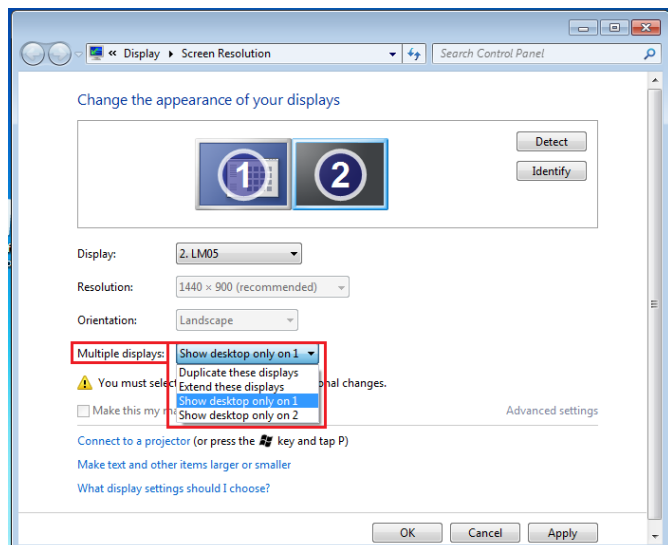 Display Screen Resolution
Search Control Panel
Change the appearance of your displays
1 2
Detect
Identify
Display: 2. LM05
Resolution: 1440 × 900 (recommended)
Orientation: Landscape
Multiple displays: Show desktop only on 1
Duplicate these displays
Extend these displays
Show desktop only on 1
Show desktop only on 2
You must onal changes.
Make this my
Advanced settings
Connect to a projector (or press the key and tap P)
Make text and other items larger or smaller
What display settings should I choose?
OK Cancel Apply